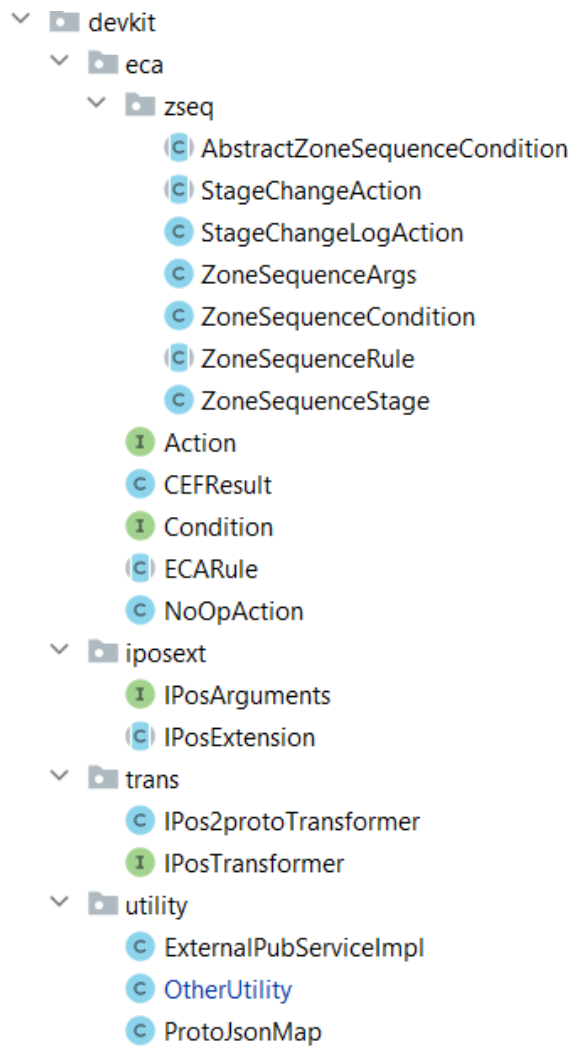 devkit
eca
zseq
C AbstractZoneSequenceCondition
C StageChangeAction
C StageChangeLogAction
C ZoneSequenceArgs
C ZoneSequenceCondition
C ZoneSequenceRule
C ZoneSequenceStage
I Action
C CEFResult
I Condition
C ECARule
C NoOpAction
iposext
I IPosArguments
C IPosExtension
trans
C IPos2protoTransformer
I IPosTransformer
utility
C ExternalPubServiceImpl
C OtherUtility
C ProtoJsonMap